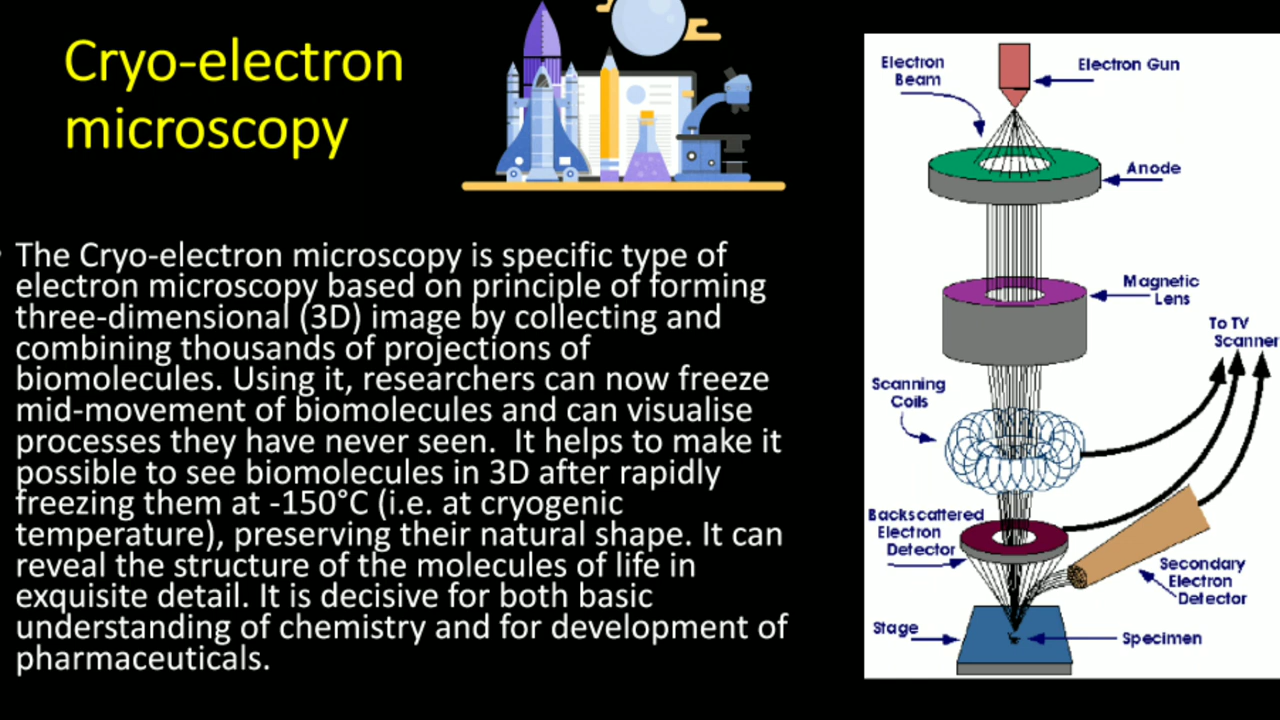 Cryo-electron
microscopy
• The Cryo-electron microscopy is specific type of
electron microscopy based on principle of forming
three-dimensional (3D) image by collecting and
combining thousands of projections of
biomolecules. Using it, researchers can now freeze
mid-movement of biomolecules and can visualise
processes they have never seen.  It helps to make it
possible to see biomolecules in 3D after rapidly
freezing them at -150°C (i.e. at cryogenic
temperature), preserving their natural shape. It can
reveal the structure of the molecules of life in
exquisite detail. It is decisive for both basic
understanding of chemistry and for development of
pharmaceuticals.
Electron
Beam
Electron Gun
Anode
Magnetic
Lens
To TV
Scanner
Scanning
Coils
Backscattered
Electron
Detector
Secondary
Electron
Detector
Stage
Specimen